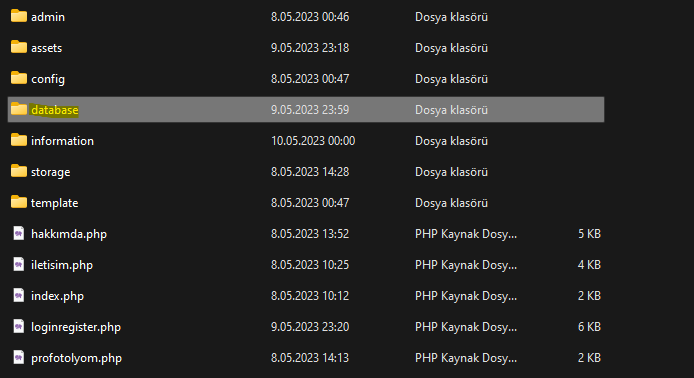 admin 8.05.2023 00:46 Dosya klasörü
assets 9.05.2023 23:18 Dosya klasörü
config 8.05.2023 00:47 Dosya klasörü
database 9.05.2023 23:59 Dosya klasörü
information 10.05.2023 00:00 Dosya klasörü
storage 8.05.2023 14:28 Dosya klasörü
template 8.05.2023 00:47 Dosya klasörü
hakkımda.php 8.05.2023 13:52 PHP Kaynak Dosy... 5 KB
iletisim.php 8.05.2023 10:25 PHP Kaynak Dosy... 4 KB
index.php 8.05.2023 10:12 PHP Kaynak Dosy... 2 KB
loginregister.php 9.05.2023 23:20 PHP Kaynak Dosy... 6 KB
profotolyom.php 8.05.2023 14:13 PHP Kaynak Dosy... 2 KB